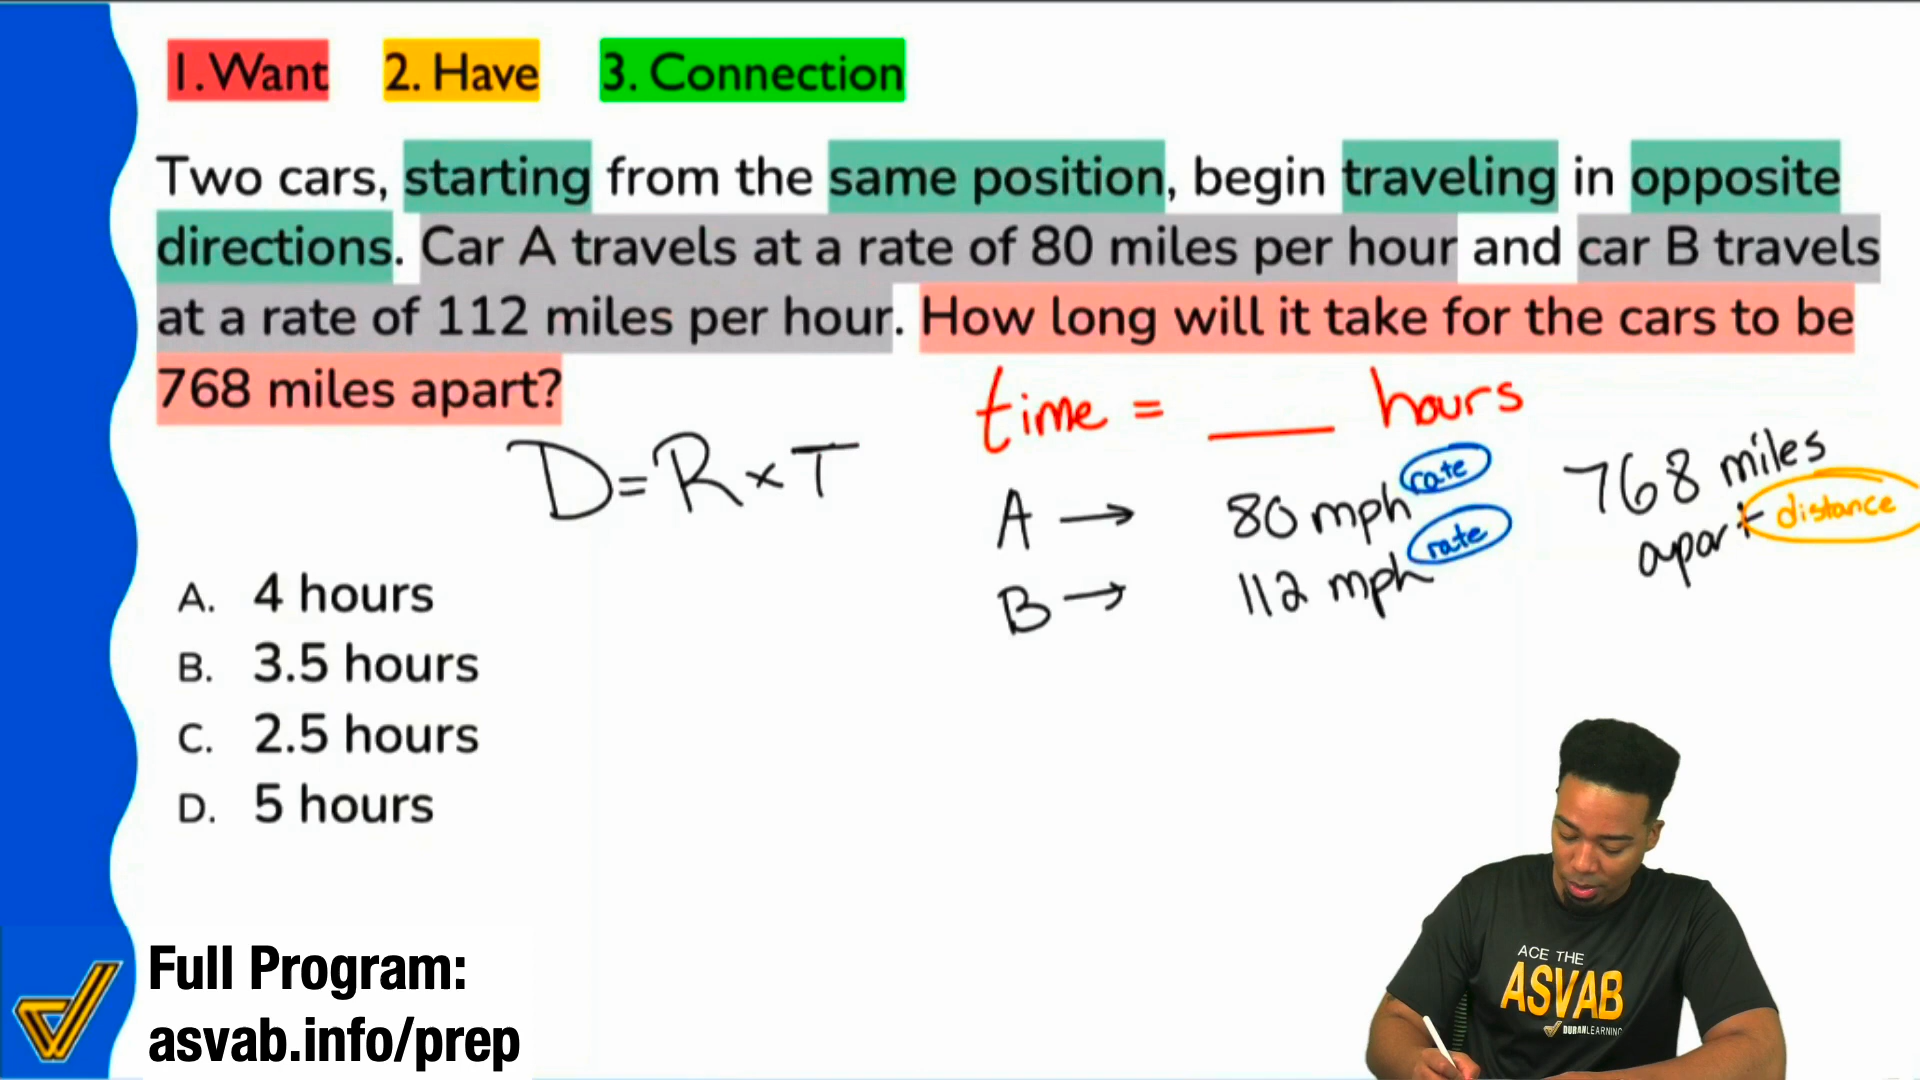 1. Want 2. Have 3. Connection
Two cars, starting from the same position, begin traveling in opposite
directions. Car A travels at a rate of 80 miles per hour and car B travels
at a rate of 112 miles per hour. How long will it take for the cars to be
768 miles apart?
time = ___ hours
D = R × T
A → 80 mph rate
B → 112 mph rate
768 miles
apart distance
A. 4 hours
B. 3.5 hours
C. 2.5 hours
D. 5 hours
ACE THE
ASVAB
DURANLEARNING
Full Program:
asvab.info/prep